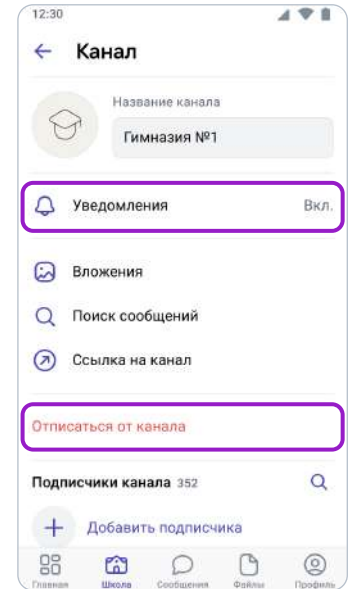 12:30
Канал
Название канала
Гимназия №1
Уведомления Вкл.
Вложения
Поиск сообщений
Ссылка на канал
Отписаться от канала
Подписчики канала 352
Добавить подписчика
Главная Школа Сообщения Файлы Профиль